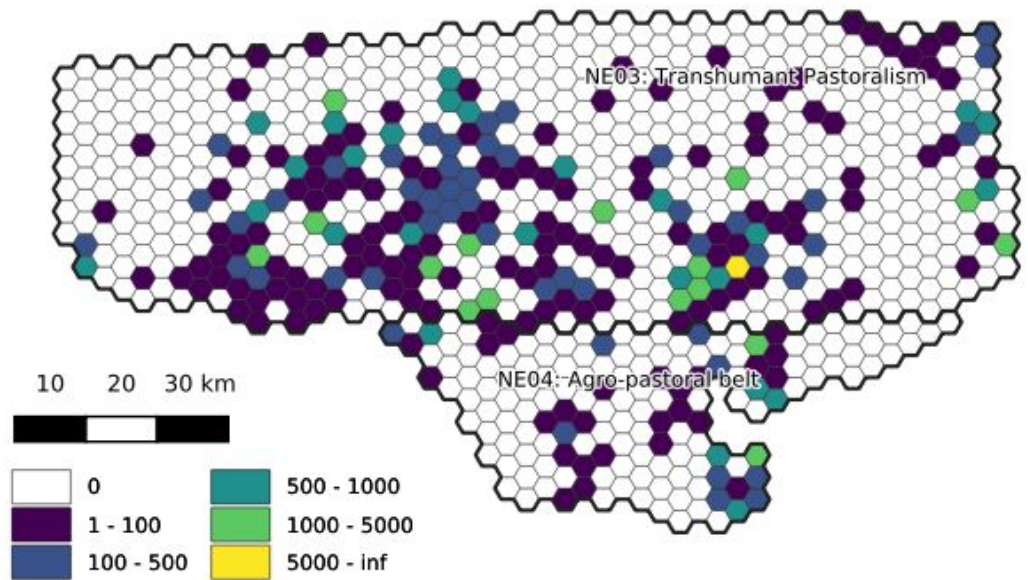 NE03: Transhumant Pastoralism
NE04: Agro-pastoral belt
10 20 30 km
0
1 - 100
100 - 500
500 - 1000
1000 - 5000
5000 - inf